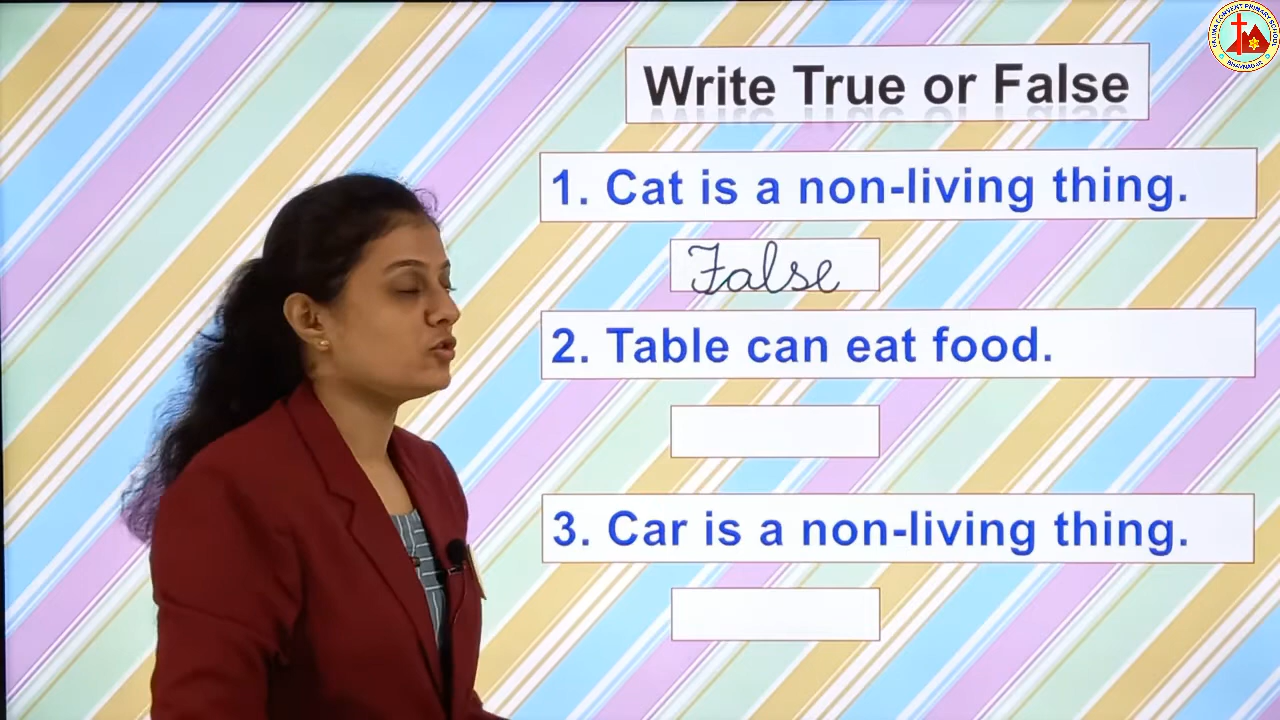 Write True or False
1. Cat is a non-living thing.
False
2. Table can eat food.
3. Car is a non-living thing.